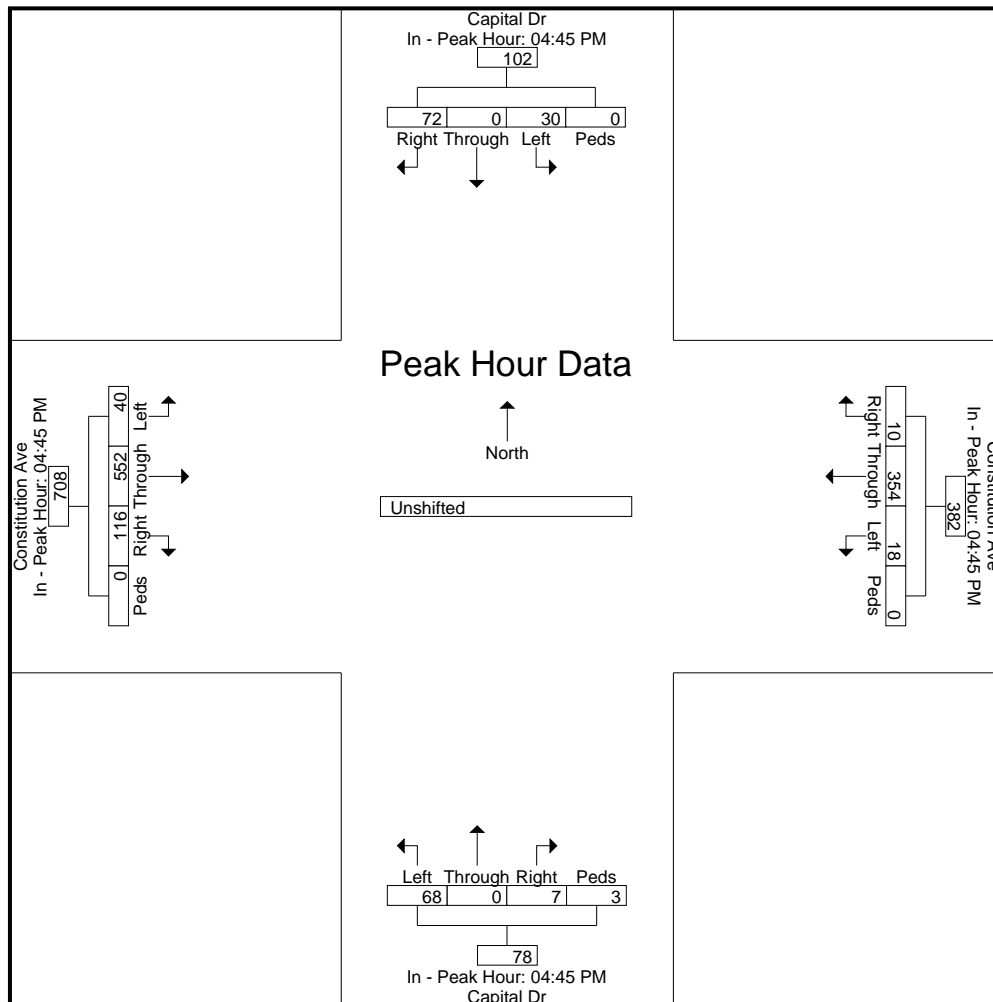 Capital Dr
In - Peak Hour: 04:45 PM
102
72 0 30 0
Right Through Left Peds
Peak Hour Data
North
Unshifted
Constitution Ave
In - Peak Hour: 04:45 PM
708
40 552 116 0
Left Through Right Peds
Constitution Ave
In - Peak Hour: 04:45 PM
382
10 354 18 0
Right Through Left Peds
Left Through Right Peds
68 0 7 3
78
In - Peak Hour: 04:45 PM
Capital Dr